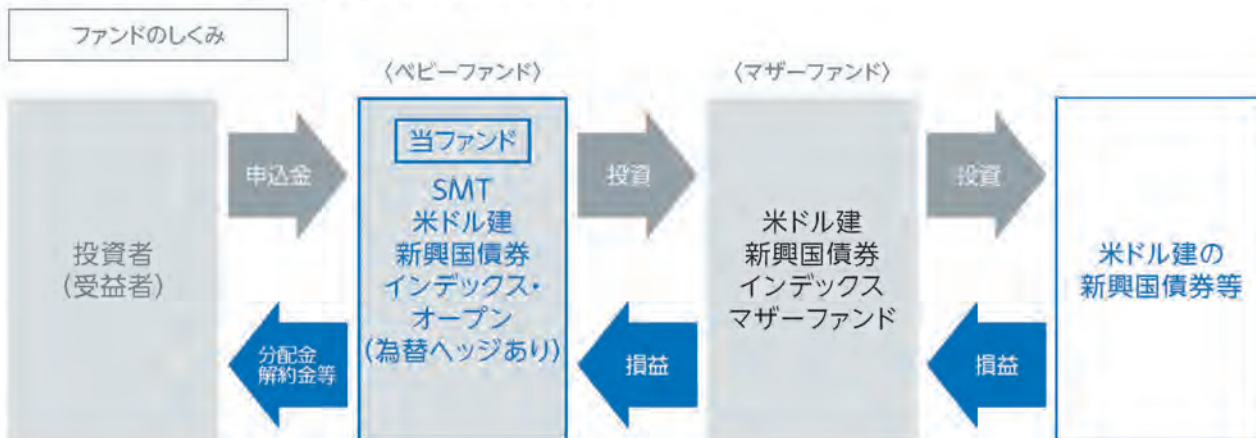 ファンドのしくみ
〈ベビーファンド〉
〈マザーファンド〉
投資者
(受益者)
申込金
分配金
解約金等
当ファンド
SMT
米ドル建
新興国債券
インデックス・
オープン
(為替ヘッジあり)
投資
損益
米ドル建
新興国債券
インデックス
マザーファンド
投資
損益
米ドル建の
新興国債券等